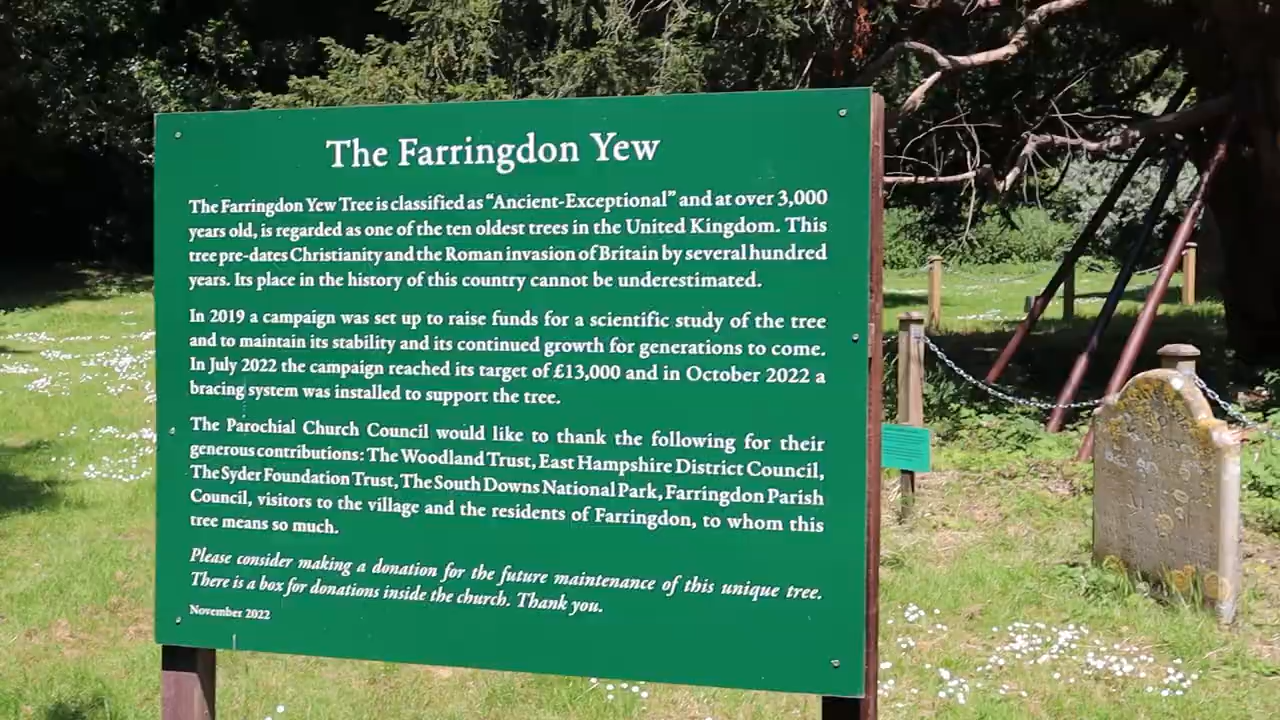 The Farringdon Yew
The Farringdon Yew Tree is classified as “Ancient-Exceptional” and at over 3,000
years old, is regarded as one of the ten oldest trees in the United Kingdom. This
tree pre-dates Christianity and the Roman invasion of Britain by several hundred
years. Its place in the history of this country cannot be underestimated.
In 2019 a campaign was set up to raise funds for a scientific study of the tree
and to maintain its stability and its continued growth for generations to come.
In July 2022 the campaign reached its target of £13,000 and in October 2022 a
bracing system was installed to support the tree.
The Parochial Church Council would like to thank the following for their
generous contributions: The Woodland Trust, East Hampshire District Council,
The Syder Foundation Trust, The South Downs National Park, Farringdon Parish
Council, visitors to the village and the residents of Farringdon, to whom this
tree means so much.
Please consider making a donation for the future maintenance of this unique tree.
There is a box for donations inside the church. Thank you.
November 2022